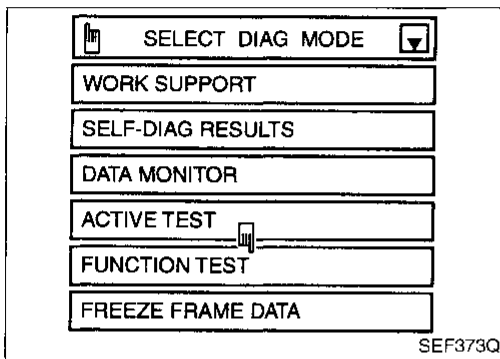 SELECT DIAG MODE
WORK SUPPORT
SELF-DIAG RESULTS
DATA MONITOR
ACTIVE TEST
FUNCTION TEST
FREEZE FRAME DATA
SEF373Q